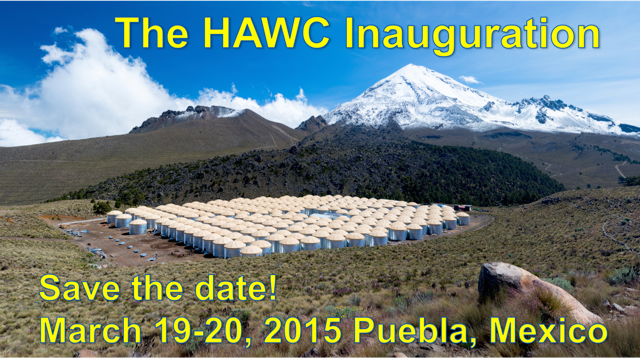 The HAWC Inauguration
Save the date!
March 19-20, 2015 Puebla, Mexico